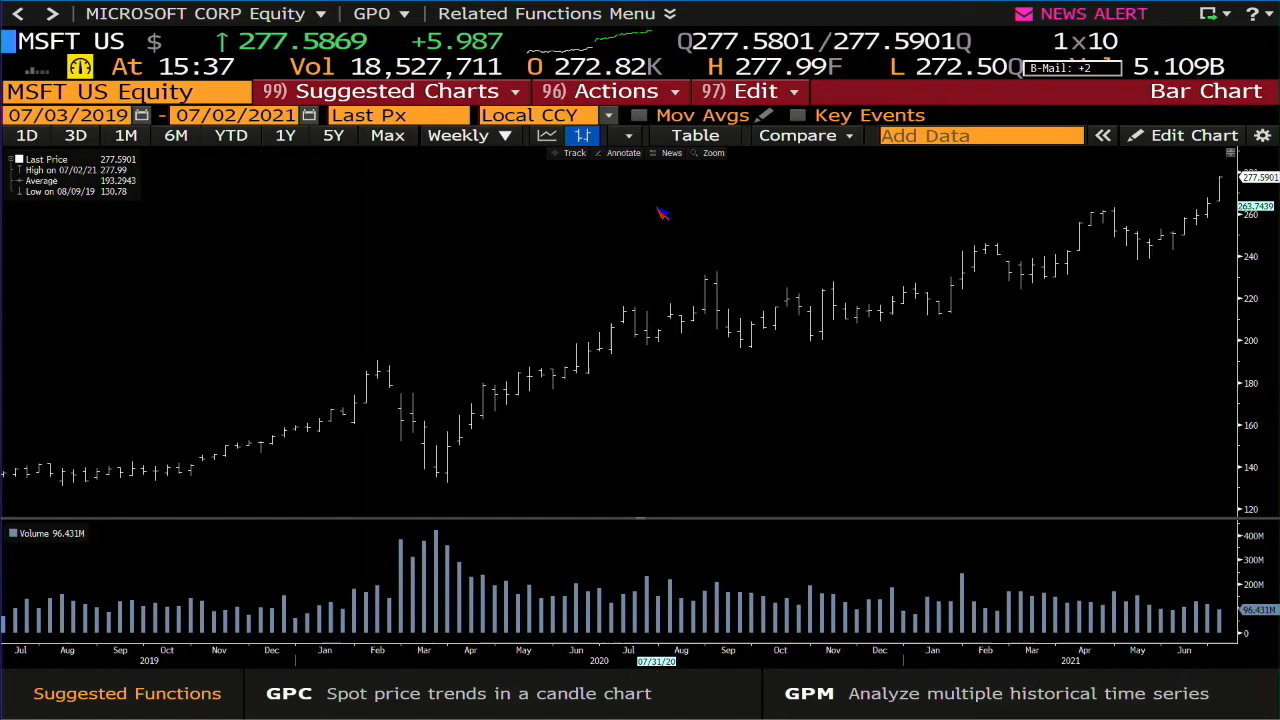 MICROSOFT CORP Equity GPO Related Functions Menu NEWS ALERT ?
MSFT US $ ↑ 277.5869 +5.987 Q277.5801/277.5901Q 1×10
At 15:37 Vol 18,527,711 O 272.82K H 277.99F L 272.50Q B-Mail: +2 5.109B
MSFT US Equity 99) Suggested Charts 96) Actions 97) Edit Bar Chart
07/03/2019 - 07/02/2021 Last Px Local CCY Mov Avgs Key Events
1D 3D 1M 6M YTD 1Y 5Y Max Weekly ▼ Table Compare Add Data « Edit Chart
Track Annotate News Zoom
Last Price 277.5901
High on 07/02/21 277.99
Average 193.2943
Low on 08/09/19 130.78
277.5901
263.7439
260
240
220
200
180
160
140
120
Volume 96.431M
400M
300M
200M
96.431M
0
Jul Aug Sep Oct Nov Dec Jan Feb Mar Apr May Jun Jul Aug Sep Oct Nov Dec Jan Feb Mar Apr May Jun
2019 2020 07/31/20 2021
Suggested Functions GPC Spot price trends in a candle chart GPM Analyze multiple historical time series